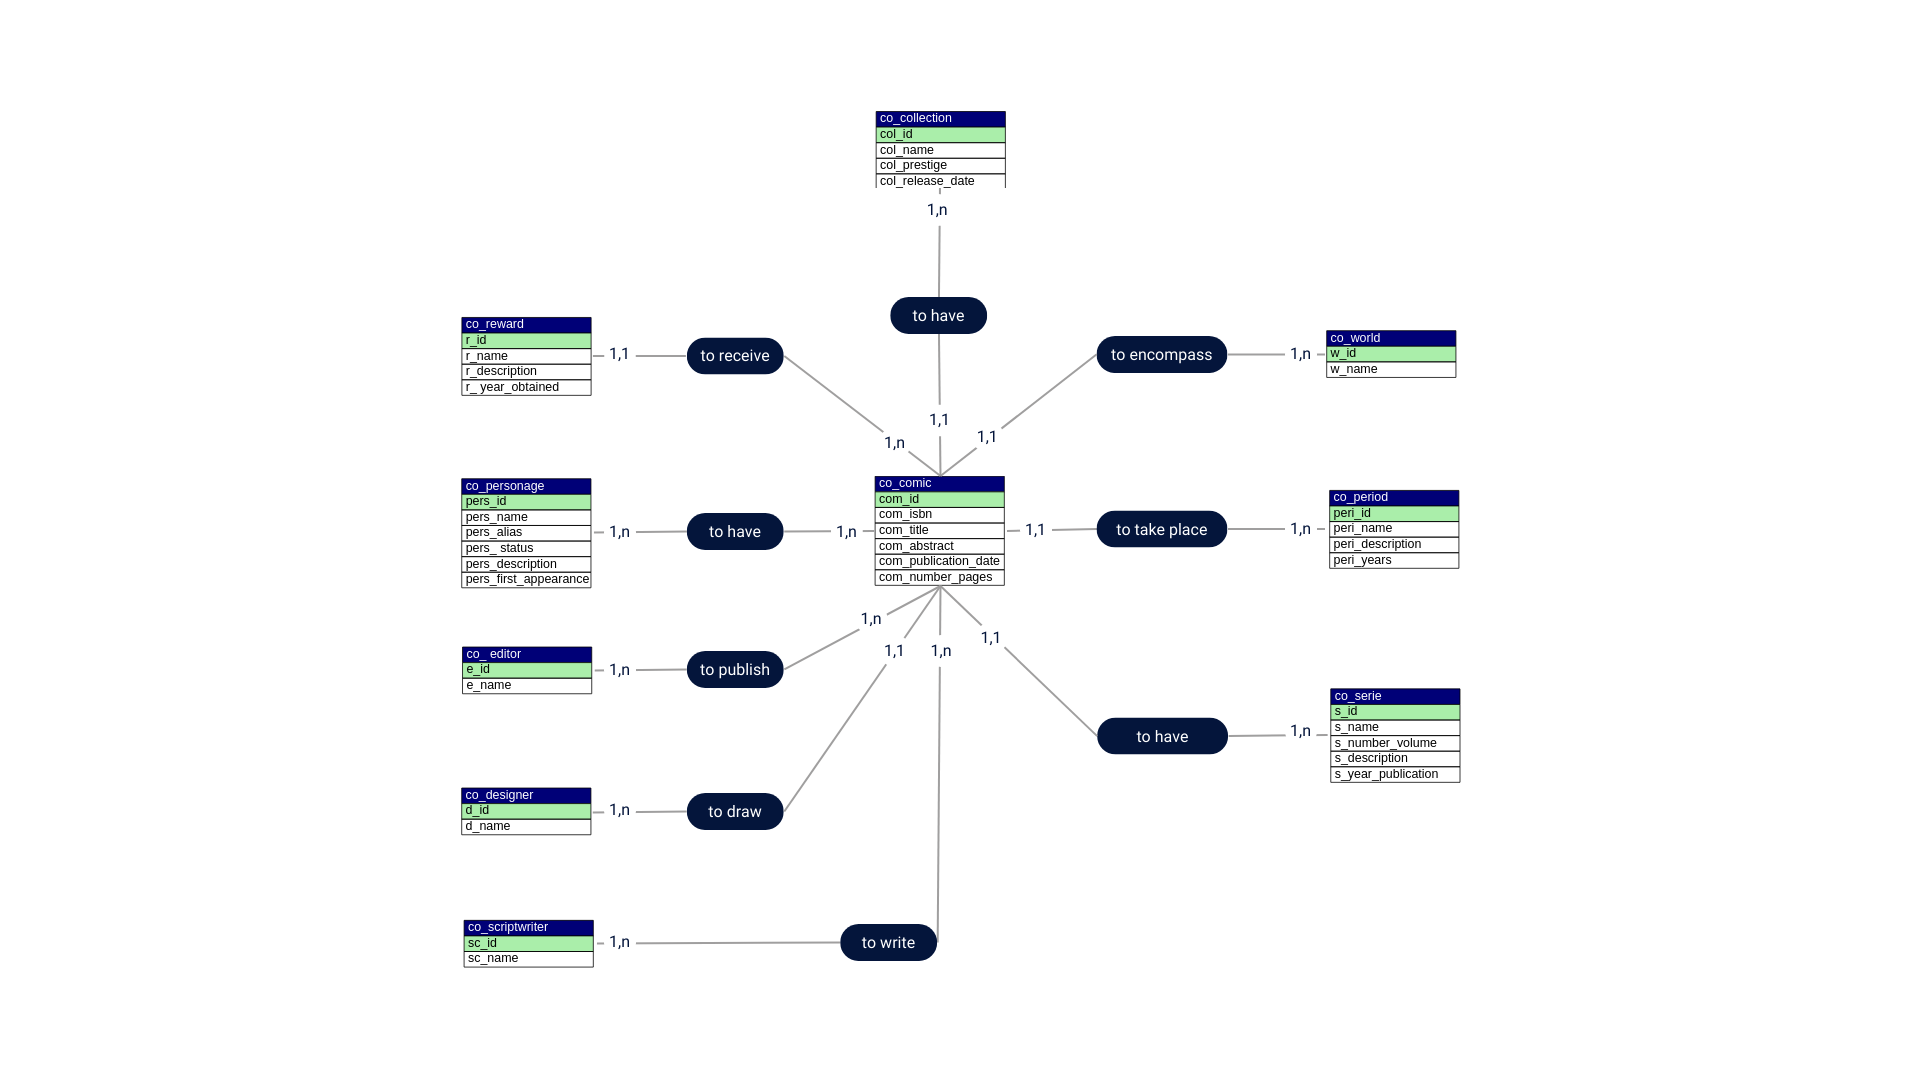 co_collection
col_id
col_name
col_prestige
col_release_date
1,n
to have
1,1
co_reward
r_id
r_name
r_description
r_ year_obtained
1,1
to receive
1,n
to encompass
1,1
1,n
co_world
w_id
w_name
co_personage
pers_id
pers_name
pers_alias
pers_ status
pers_description
pers_first_appearance
1,n
to have
1,n
co_comic
com_id
com_isbn
com_title
com_abstract
com_publication_date
com_number_pages
1,1
to take place
1,n
co_period
peri_id
peri_name
peri_description
peri_years
co_ editor
e_id
e_name
1,n
to publish
1,n
1,1
1,n
1,1
to have
1,n
co_serie
s_id
s_name
s_number_volume
s_description
s_year_publication
co_designer
d_id
d_name
1,n
to draw
co_scriptwriter
sc_id
sc_name
1,n
to write